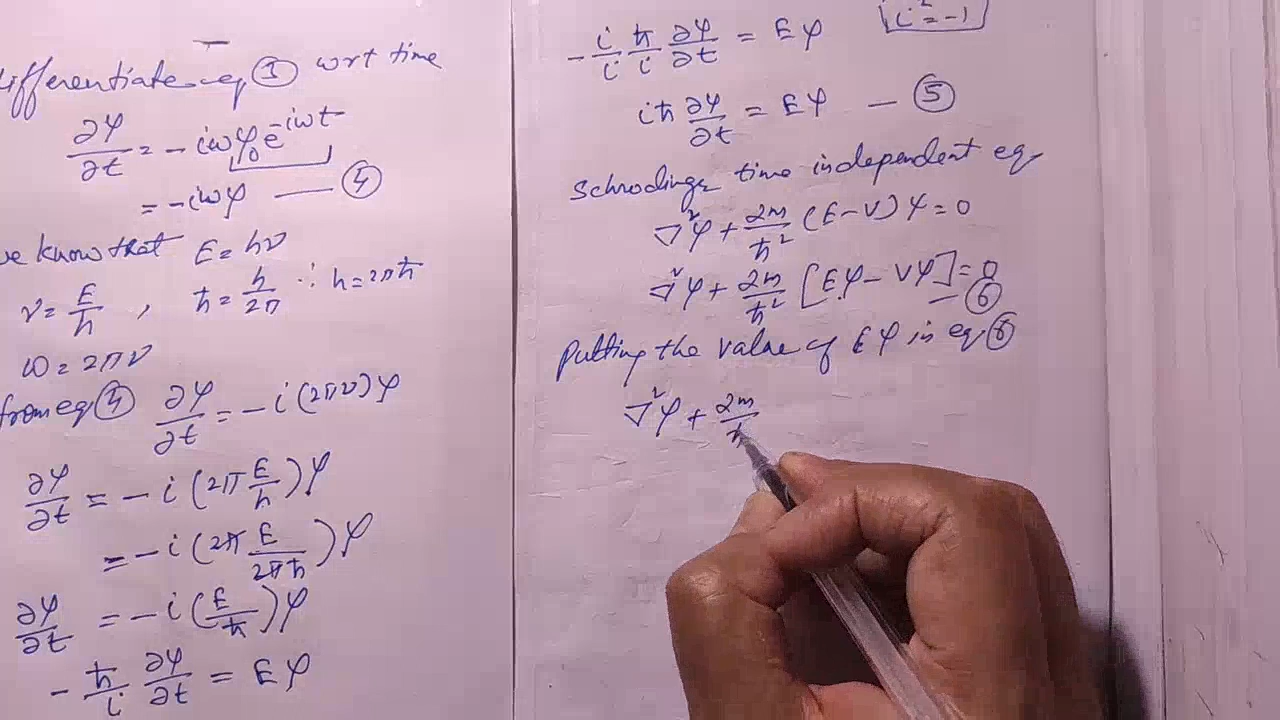 differentiate eq ① wrt time
∂ψ/∂t = -iωψ₀e^-iωt
= -iωψ —— ④
we know that E = hν
ν = E/h , ħ = h/2π ∴ h = 2πħ
ω = 2πν
from eq ④ ∂ψ/∂t = -i(2πν)ψ
∂ψ/∂t = -i(2π E/h)ψ
= -i(2π E/2πħ)ψ
∂ψ/∂t = -i(E/ħ)ψ
- ħ/i ∂ψ/∂t = Eψ
i² = -1
- i/i ħ/i ∂ψ/∂t = Eψ
iħ ∂ψ/∂t = Eψ — ⑤
Schrodinger time independent eq
∇²ψ + 2m/ħ² (E-V)ψ = 0
∇²ψ + 2m/ħ² [Eψ - Vψ] = 0
— ⑥
Putting the value of Eψ in eq ⑥
∇²ψ + 2m/ħ